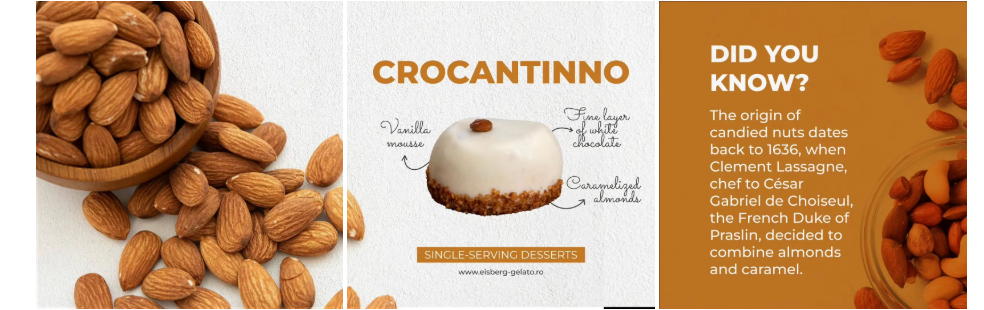 CROCANTINNO
Vanilla
mousse
Fine layer
of white
chocolate
Caramelized
almonds
SINGLE-SERVING DESSERTS
www.eisberg-gelato.ro
DID YOU
KNOW?
The origin of
candied nuts dates
back to 1636, when
Clement Lassagne,
chef to César
Gabriel de Choiseul,
the French Duke of
Praslin, decided to
combine almonds
and caramel.